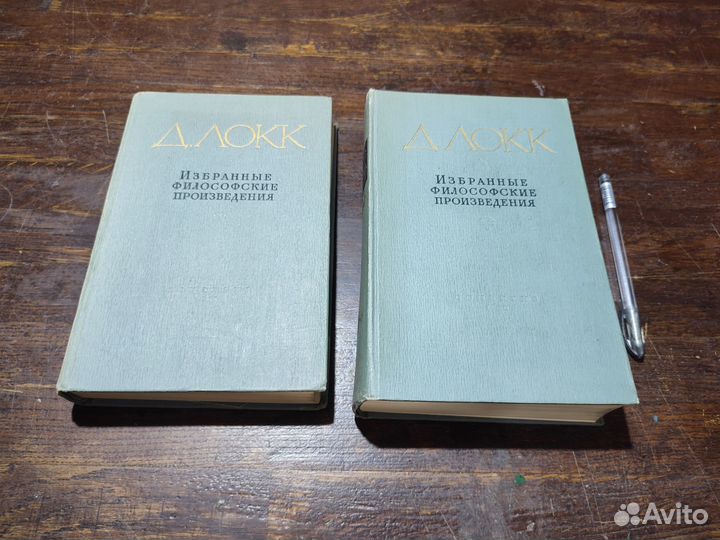 Д. ЛОКК
ИЗБРАННЫЕ
ФИЛОСОФСКИЕ
ПРОИЗВЕДЕНИЯ
Д. ЛОКК
ИЗБРАННЫЕ
ФИЛОСОФСКИЕ
ПРОИЗВЕДЕНИЯ
Avito